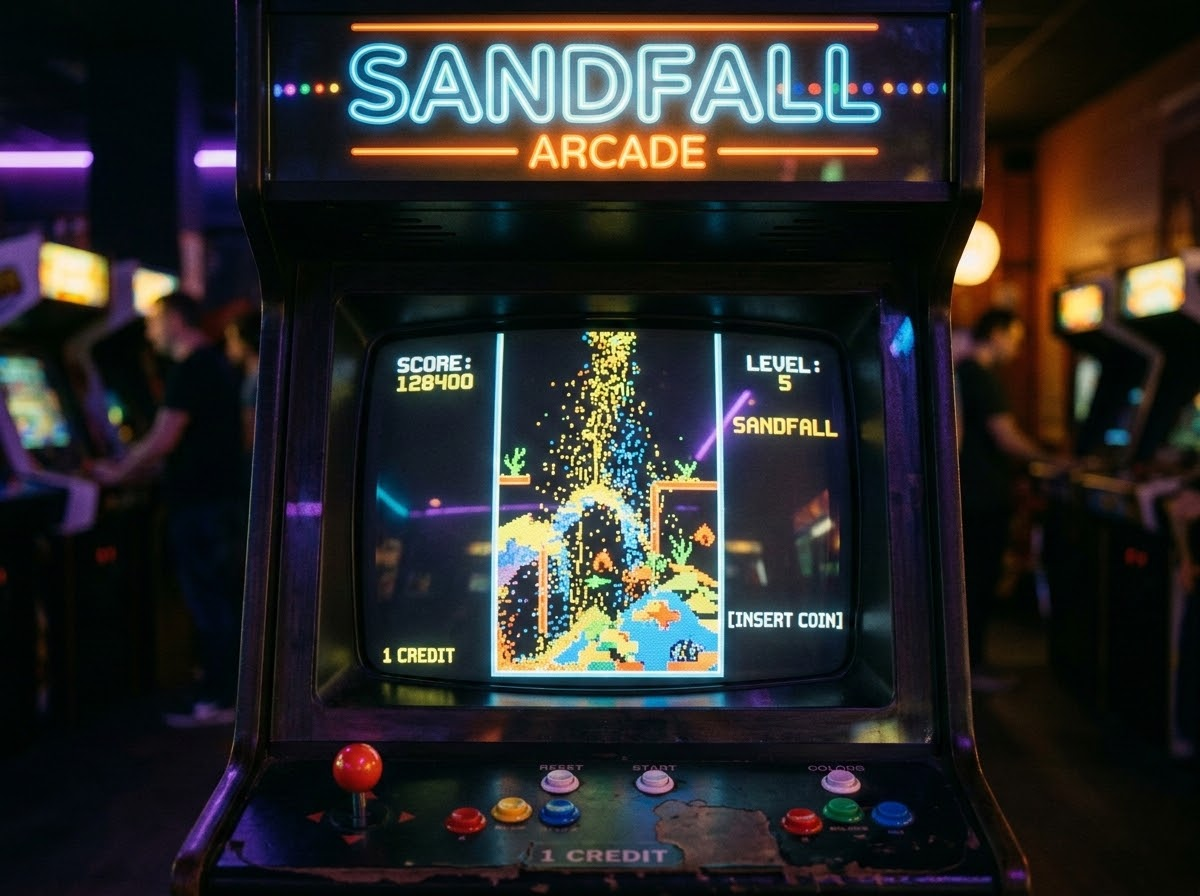 SANDFALL
ARCADE
SCORE:
128400
LEVEL:
5
SANDFALL
[INSERT COIN]
1 CREDIT
RESET
START
COLORS
1 CREDIT